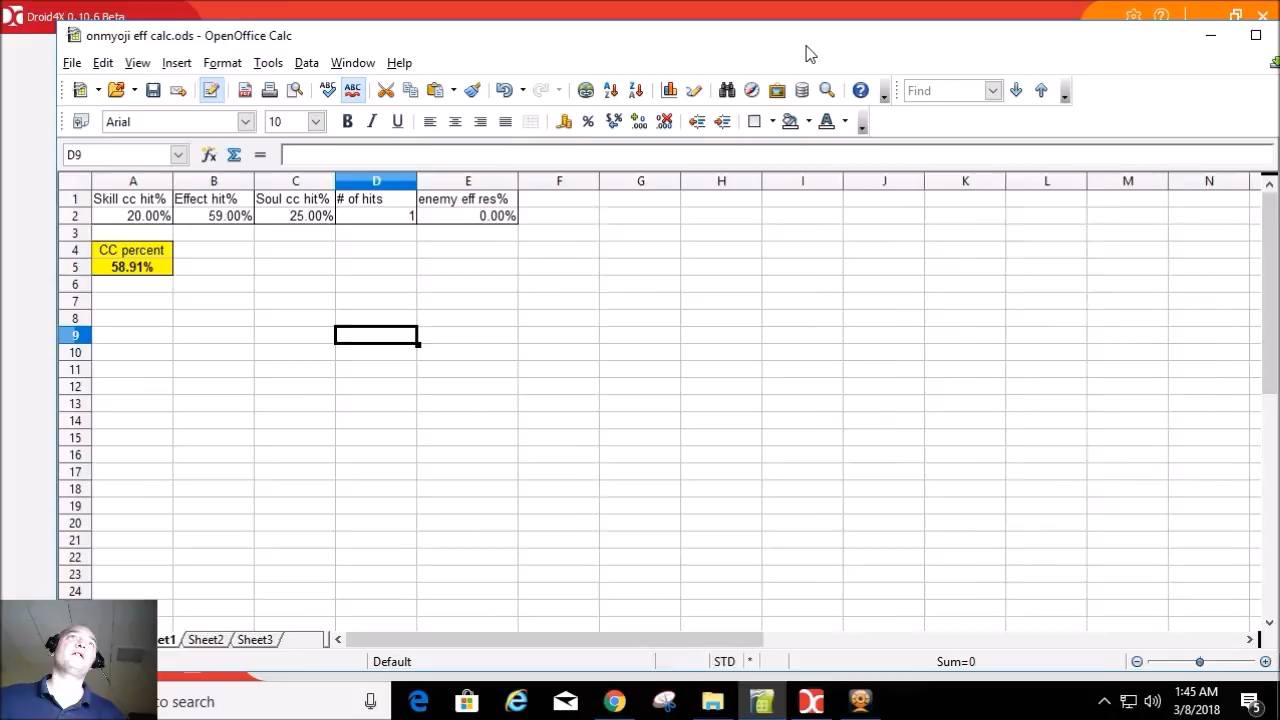 Droid4X 0.10.6 Beta
onmyoji eff calc.ods - OpenOffice Calc
File Edit View Insert Format Tools Data Window Help
ABC ABC Find
Arial 10 B I U
D9
A B C D E F G H I J K L M N
1 Skill cc hit% Effect hit% Soul cc hit% # of hits enemy eff res%
2 20.00% 59.00% 25.00% 1 0.00%
3
4 CC percent
5 58.91%
6
7
8
9
10
11
12
13
14
15
16
17
18
19
20
21
22
23
24
et1 Sheet2 Sheet3
Default STD * Sum=0
to search
1:45 AM
3/8/2018
5